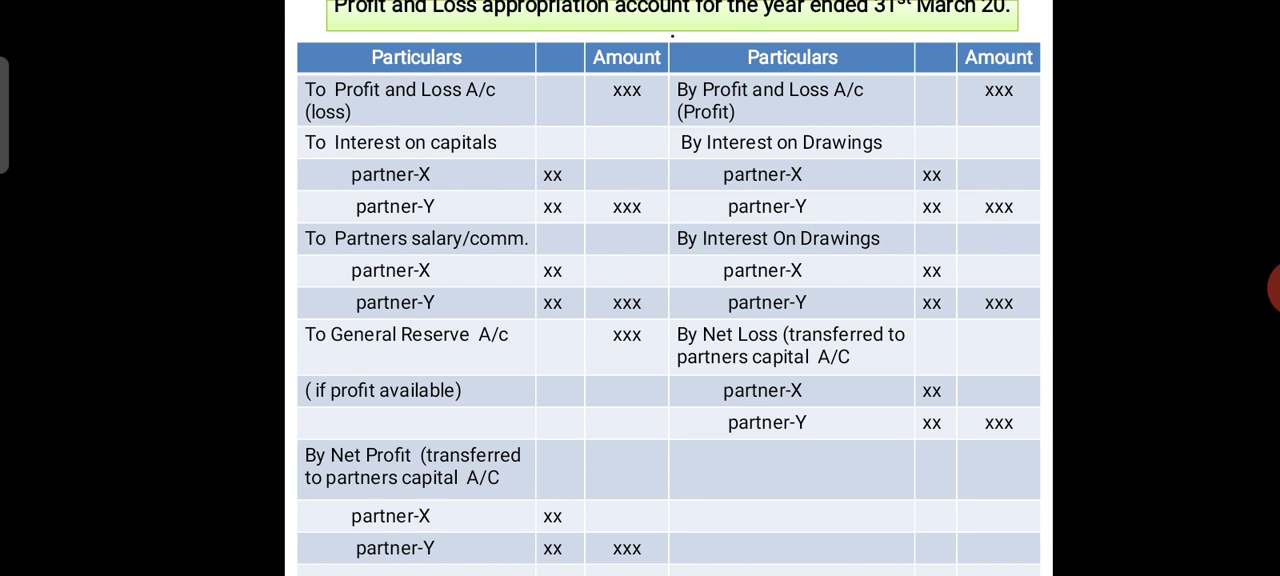 Profit and Loss appropriation account for the year ended 31st March 20.
.
Particulars Amount Particulars Amount
To Profit and Loss A/c (loss) xxx By Profit and Loss A/c (Profit) xxx
To Interest on capitals By Interest on Drawings
partner-X xx partner-X xx
partner-Y xx xxx partner-Y xx xxx
To Partners salary/comm. By Interest On Drawings
partner-X xx partner-X xx
partner-Y xx xxx partner-Y xx xxx
To General Reserve A/c xxx By Net Loss (transferred to partners capital A/C
( if profit available) partner-X xx
partner-Y xx xxx
By Net Profit (transferred to partners capital A/C
partner-X xx
partner-Y xx xxx